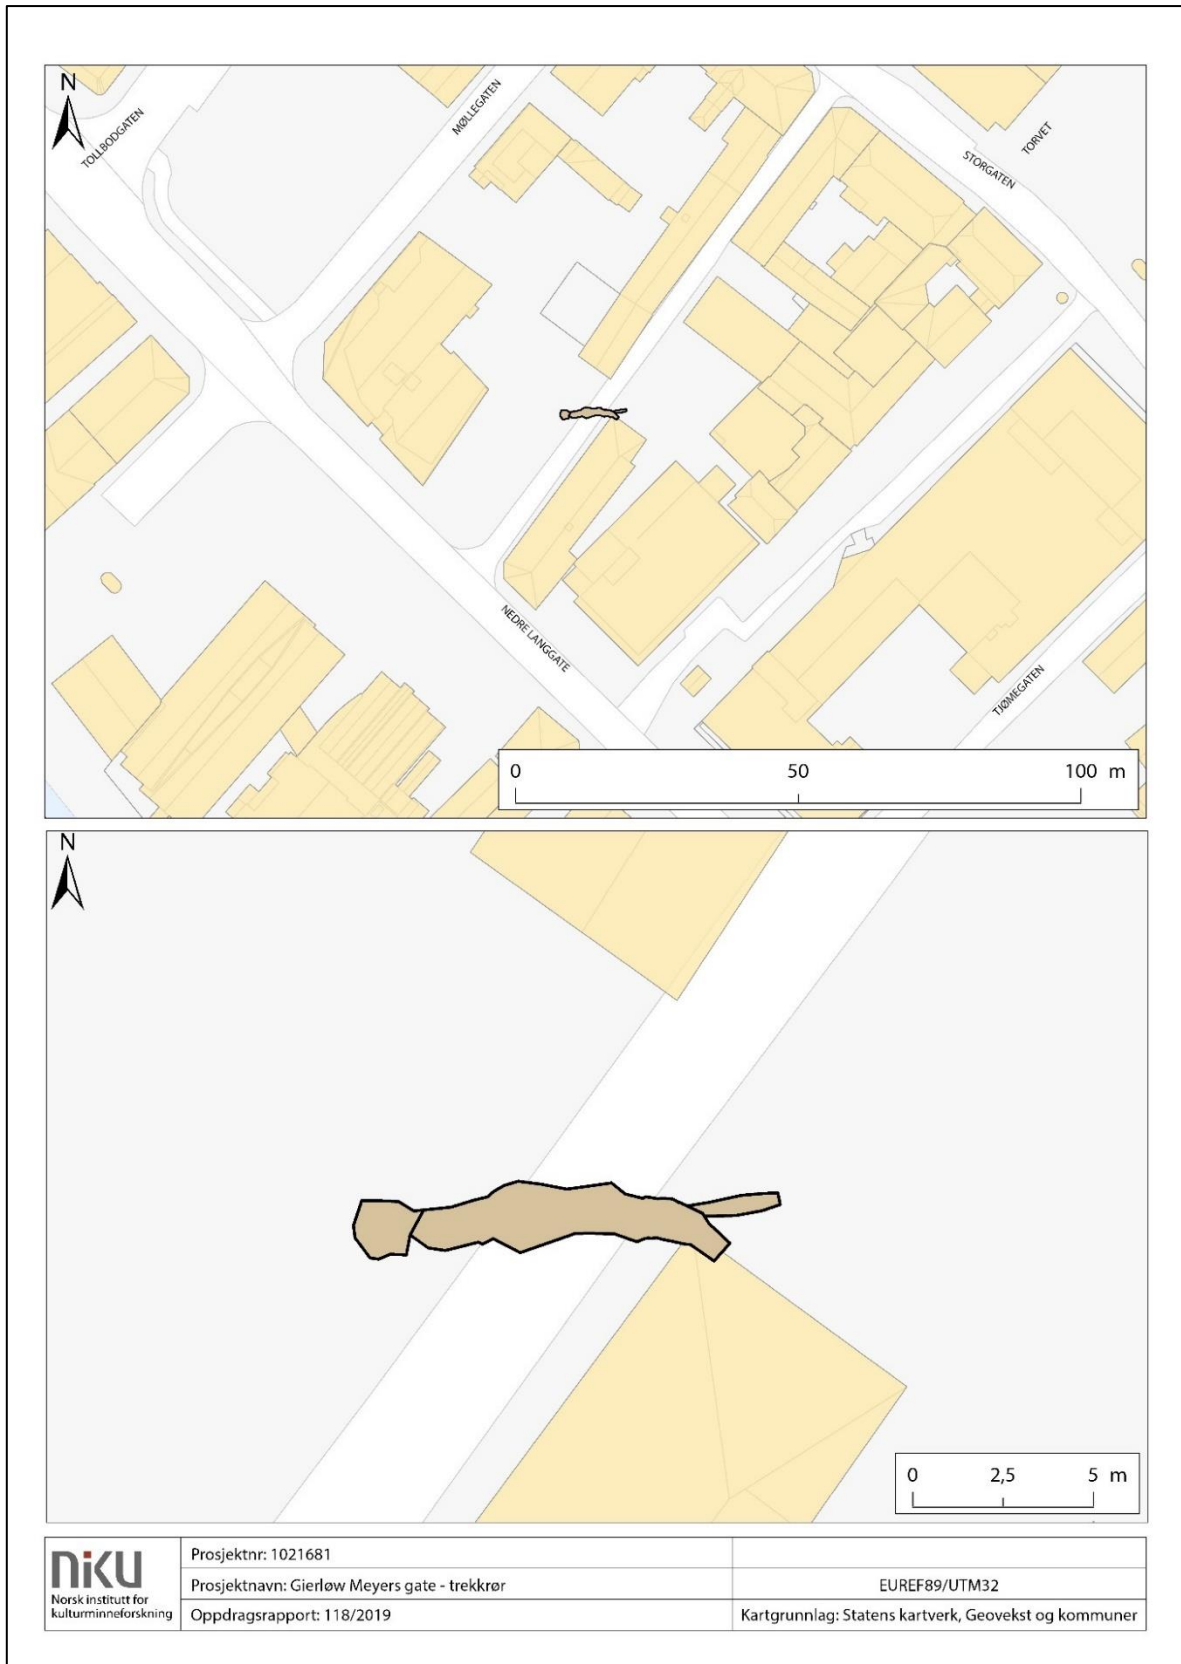 N
TOLLBODGATEN
MØLLEGATEN
STORGATEN
TORVET
NEDRE LANGGATE
TJØMEGATEN
0 50 100 m
N
0 2,5 5 m
niku
Norsk institutt for
kulturminneforskning
Prosjektnr: 1021681
Prosjektnavn: Gierløw Meyers gate - trekkrør
EUREF89/UTM32
Oppdragsrapport: 118/2019
Kartgrunnlag: Statens kartverk, Geovekst og kommuner